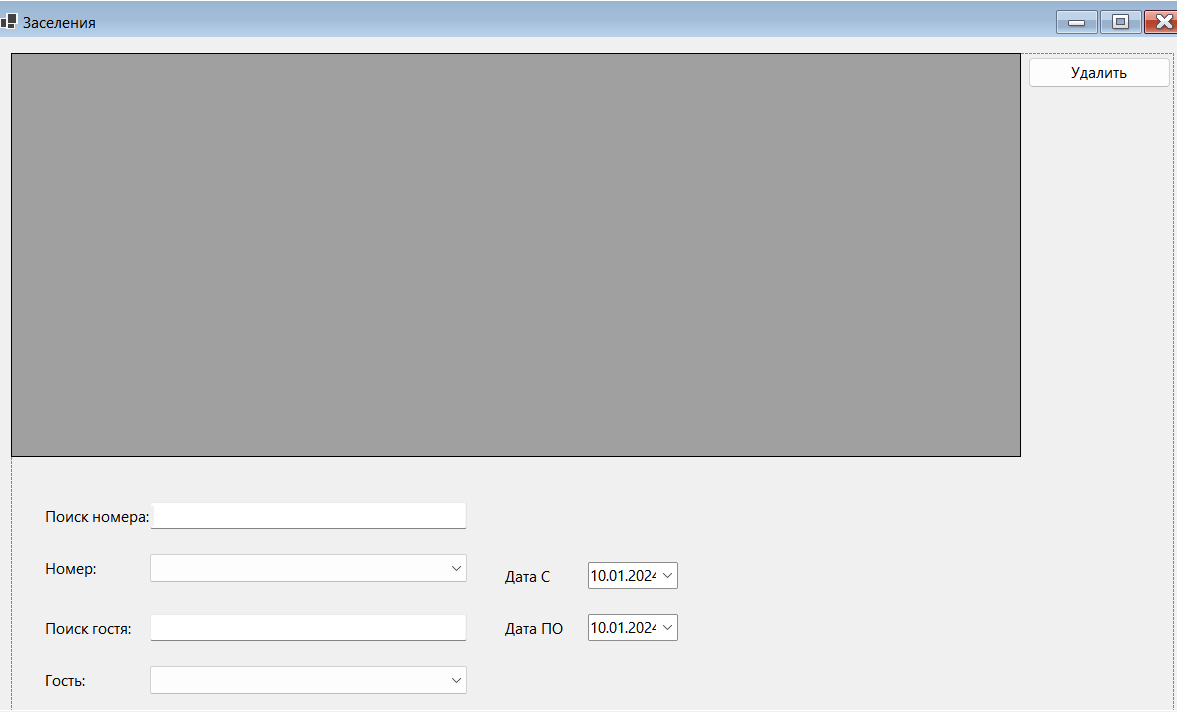 Заселения
Удалить
Поиск номера:
Номер:
Дата С
10.01.2024
Поиск гостя:
Дата ПО
10.01.2024
Гость: